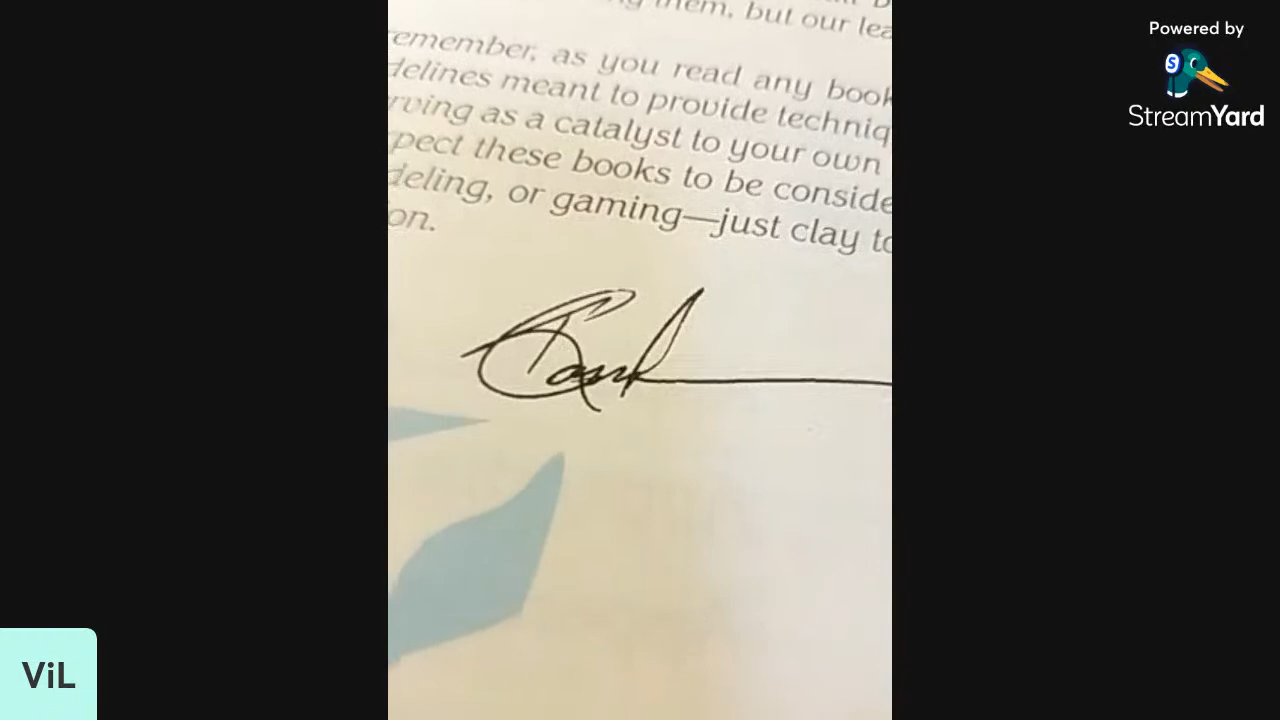 them, but our lea
emember, as you read any book
delines meant to provide techniq
rving as a catalyst to your own
pect these books to be conside
deling, or gaming—just clay to
on.
Powered by
StreamYard
ViL